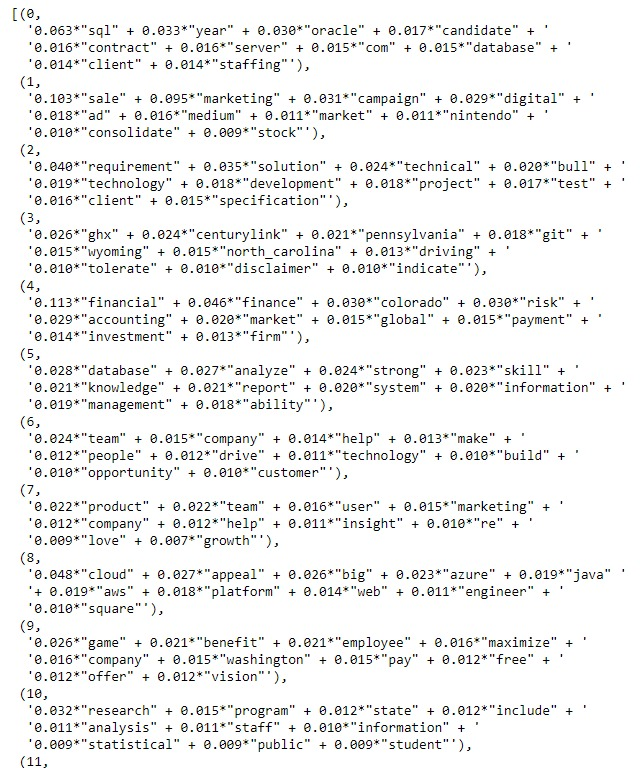 [(0,
'0.063*"sql" + 0.033*"year" + 0.030*"oracle" + 0.017*"candidate" + '
'0.016*"contract" + 0.016*"server" + 0.015*"com" + 0.015*"database" + '
'0.014*"client" + 0.014*"staffing"'),
(1,
'0.103*"sale" + 0.095*"marketing" + 0.031*"campaign" + 0.029*"digital" + '
'0.018*"ad" + 0.016*"medium" + 0.011*"market" + 0.011*"nintendo" + '
'0.010*"consolidate" + 0.009*"stock"'),
(2,
'0.040*"requirement" + 0.035*"solution" + 0.024*"technical" + 0.020*"bull" + '
'0.019*"technology" + 0.018*"development" + 0.018*"project" + 0.017*"test" + '
'0.016*"client" + 0.015*"specification"'),
(3,
'0.026*"ghx" + 0.024*"centurylink" + 0.021*"pennsylvania" + 0.018*"git" + '
'0.015*"wyoming" + 0.015*"north_carolina" + 0.013*"driving" + '
'0.010*"tolerate" + 0.010*"disclaimer" + 0.010*"indicate"'),
(4,
'0.113*"financial" + 0.046*"finance" + 0.030*"colorado" + 0.030*"risk" + '
'0.029*"accounting" + 0.020*"market" + 0.015*"global" + 0.015*"payment" + '
'0.014*"investment" + 0.013*"firm"'),
(5,
'0.028*"database" + 0.027*"analyze" + 0.024*"strong" + 0.023*"skill" + '
'0.021*"knowledge" + 0.021*"report" + 0.020*"system" + 0.020*"information" + '
'0.019*"management" + 0.018*"ability"'),
(6,
'0.024*"team" + 0.015*"company" + 0.014*"help" + 0.013*"make" + '
'0.012*"people" + 0.012*"drive" + 0.011*"technology" + 0.010*"build" + '
'0.010*"opportunity" + 0.010*"customer"'),
(7,
'0.022*"product" + 0.022*"team" + 0.016*"user" + 0.015*"marketing" + '
'0.012*"company" + 0.012*"help" + 0.011*"insight" + 0.010*"re" + '
'0.009*"love" + 0.007*"growth"'),
(8,
'0.048*"cloud" + 0.027*"appeal" + 0.026*"big" + 0.023*"azure" + 0.019*"java" '
'+ 0.019*"aws" + 0.018*"platform" + 0.014*"web" + 0.011*"engineer" + '
'0.010*"square"'),
(9,
'0.026*"game" + 0.021*"benefit" + 0.021*"employee" + 0.016*"maximize" + '
'0.016*"company" + 0.015*"washington" + 0.015*"pay" + 0.012*"free" + '
'0.012*"offer" + 0.012*"vision"'),
(10,
'0.032*"research" + 0.015*"program" + 0.012*"state" + 0.012*"include" + '
'0.011*"analysis" + 0.011*"staff" + 0.010*"information" + '
'0.009*"statistical" + 0.009*"public" + 0.009*"student"'),
(11,